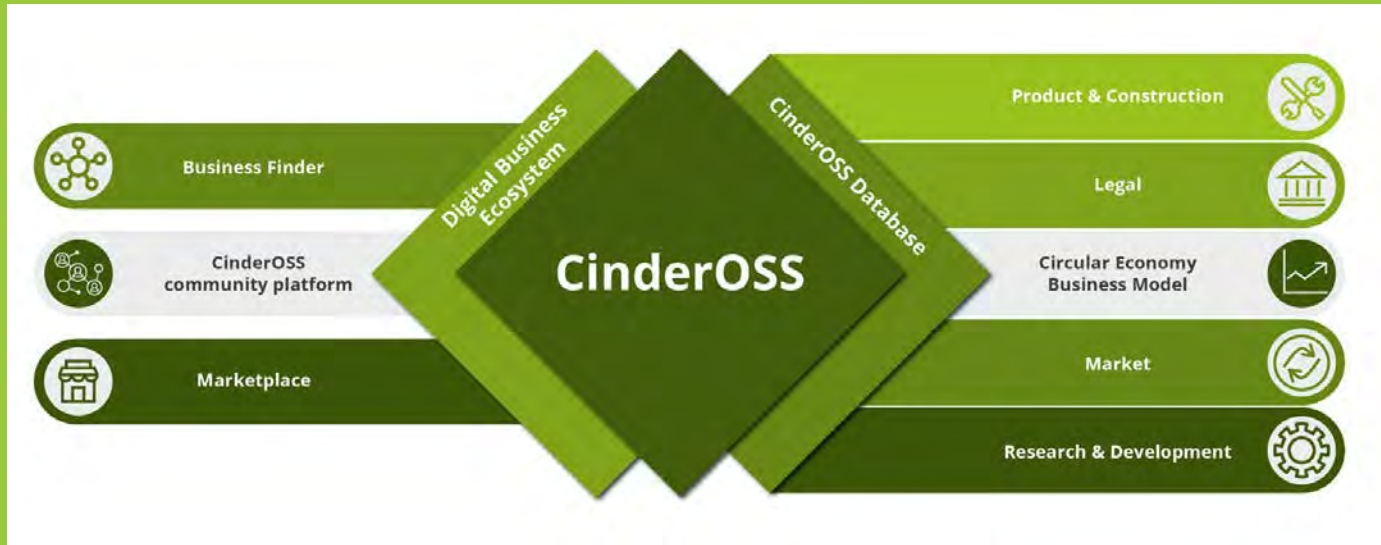 Business Finder
CinderOSS
community platform
Marketplace
Digital Business
Ecosystem
CinderOSS
CinderOSS Database
Product & Construction
Legal
Circular Economy
Business Model
Market
Research & Development